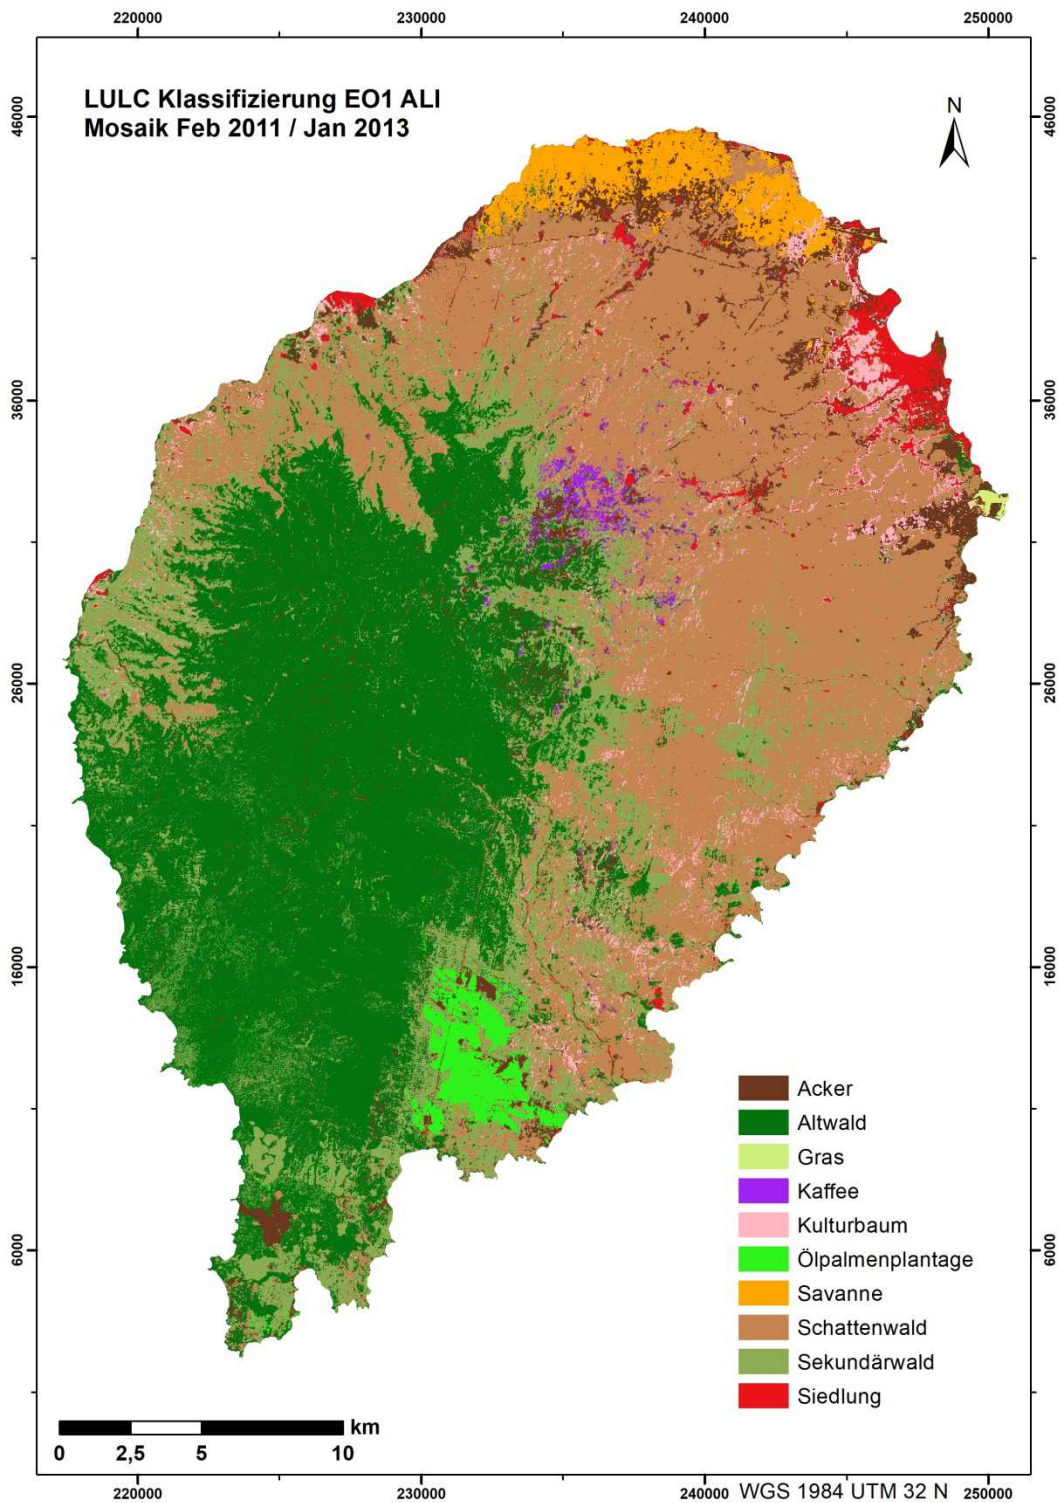 220000 230000 240000 250000
LULC Klassifizierung EO1 ALI
Mosaik Feb 2011 / Jan 2013
N
46000 46000
36000 36000
26000 26000
16000 16000
6000 6000
Acker
Altwald
Gras
Kaffee
Kulturbaum
Ölpalmenplantage
Savanne
Schattenwald
Sekundärwald
Siedlung
km
0 2,5 5 10
220000 230000 240000 250000
WGS 1984 UTM 32 N